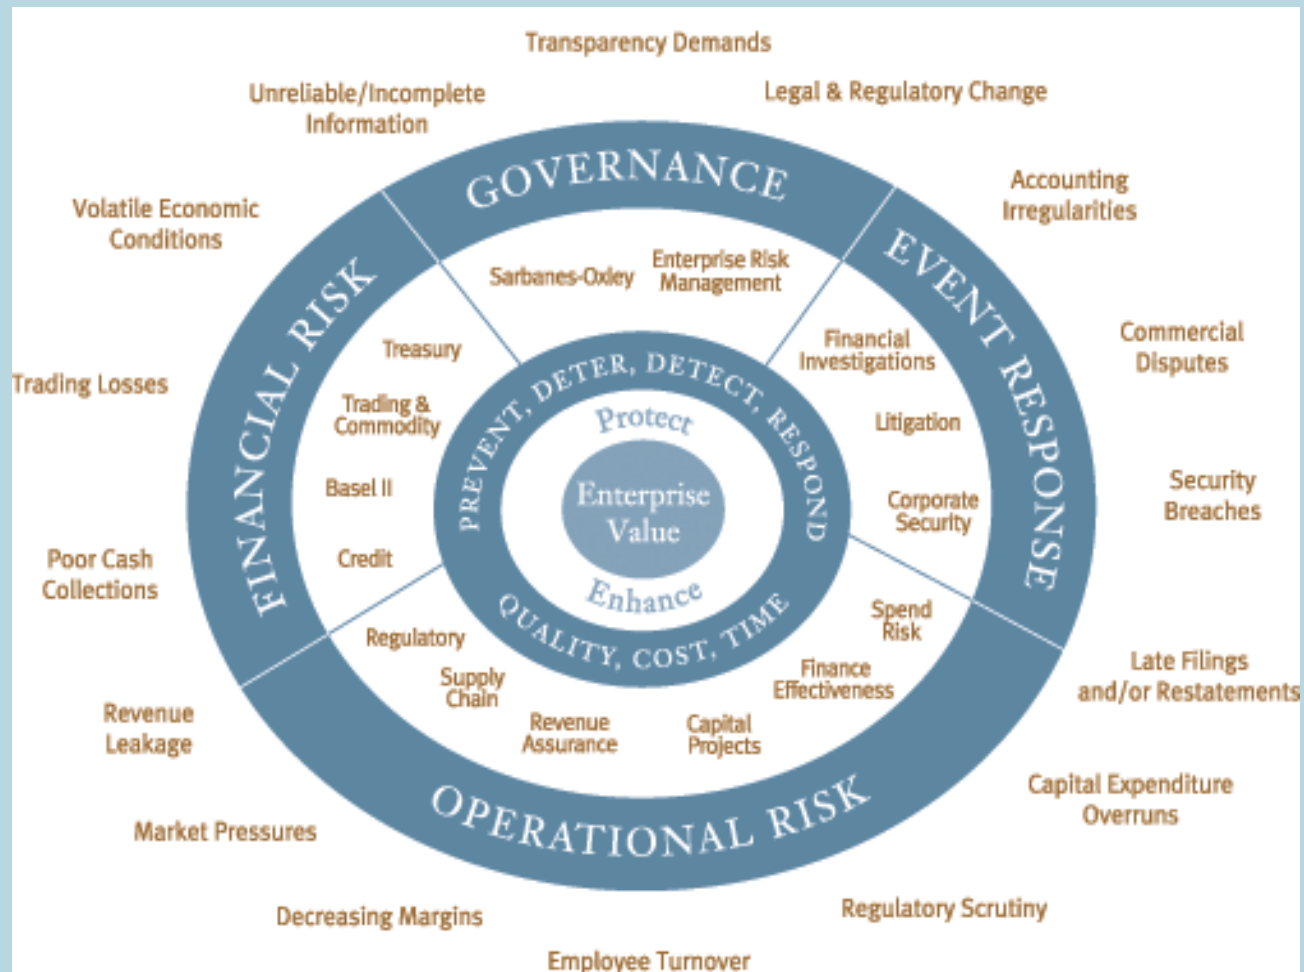 Transparency Demands
Unreliable/Incomplete
Information
Legal & Regulatory Change
Accounting
Irregularities
Volatile Economic
Conditions
Commercial
Disputes
Trading Losses
Security
Breaches
Poor Cash
Collections
Late Filings
and/or Restatements
Revenue
Leakage
Capital Expenditure
Overruns
Market Pressures
Regulatory Scrutiny
Decreasing Margins
Employee Turnover
GOVERNANCE
Sarbanes-Oxley
Enterprise Risk
Management
EVENT RESPONSE
Financial
Investigations
Litigation
Corporate
Security
FINANCIAL RISK
Treasury
Trading &
Commodity
Basel II
Credit
OPERATIONAL RISK
Regulatory
Supply
Chain
Revenue
Assurance
Capital
Projects
Finance
Effectiveness
Spend
Risk
PREVENT, DETER, DETECT, RESPOND
Protect
Enterprise
Value
Enhance
QUALITY, COST, TIME